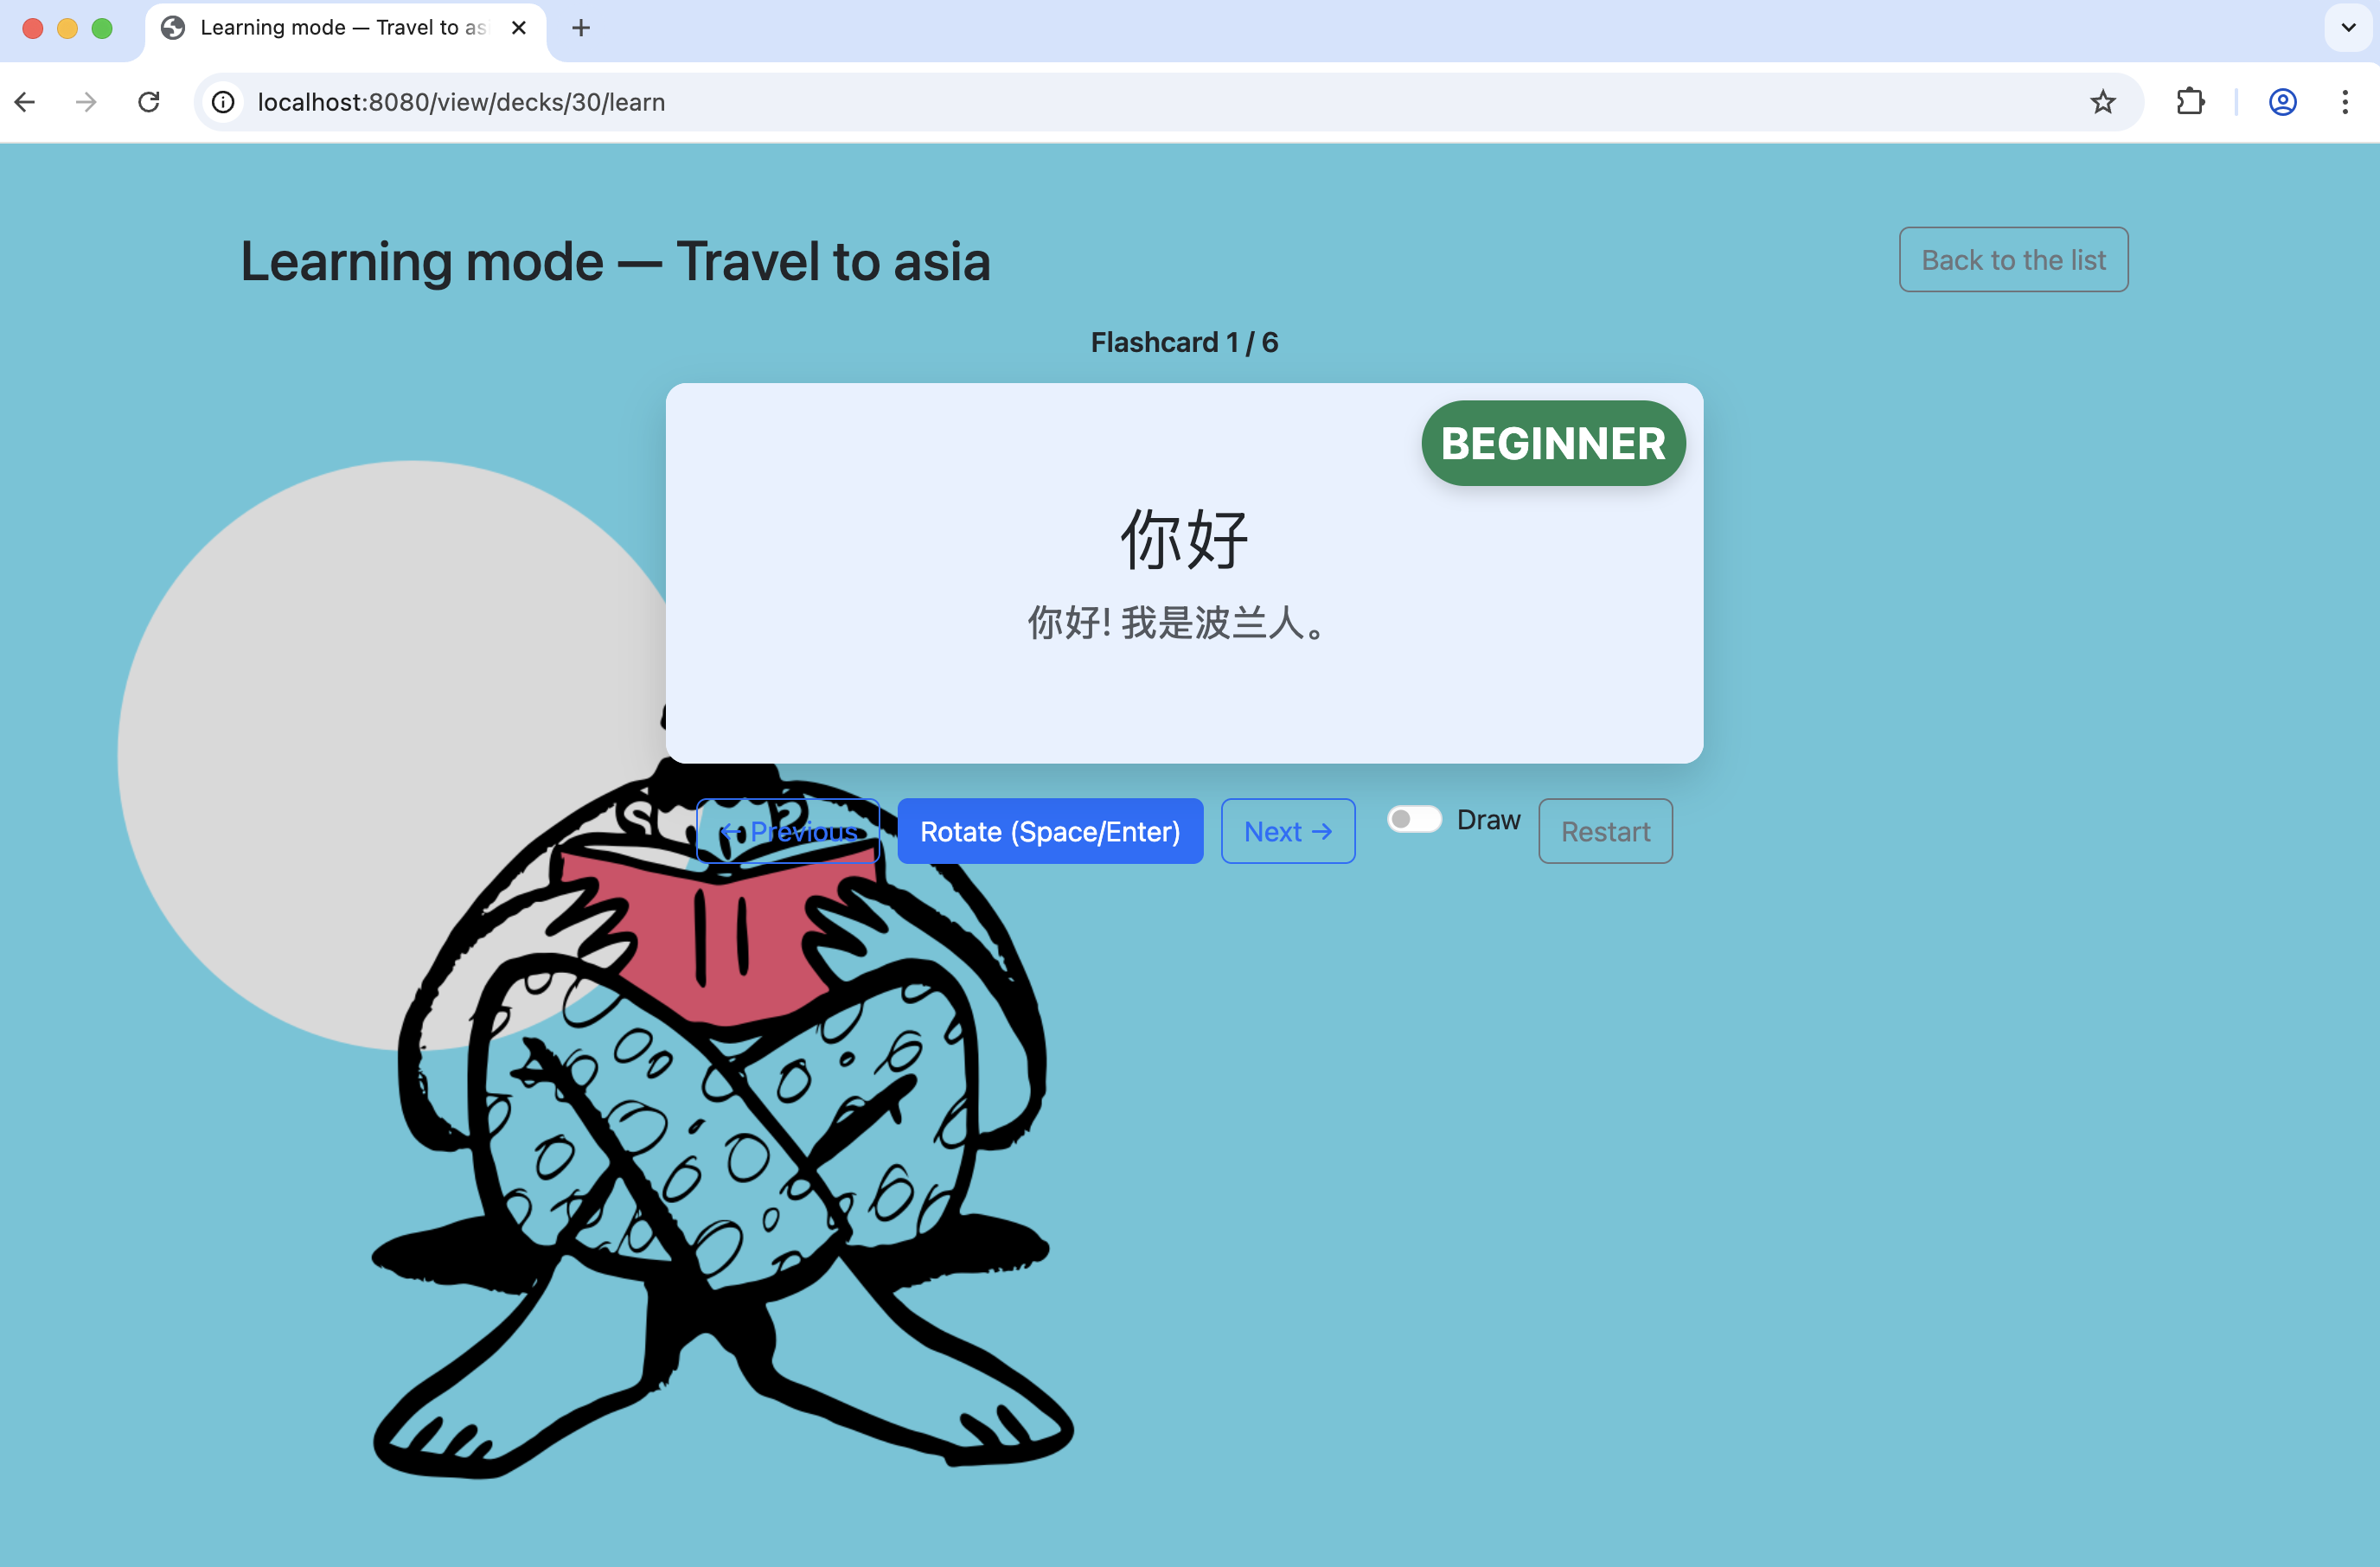 Learning mode — Travel to as
localhost:8080/view/decks/30/learn
Learning mode — Travel to asia
Back to the list
Flashcard 1 / 6
BEGINNER
你好
你好! 我是波兰人。
← Previous
Rotate (Space/Enter)
Next →
Draw
Restart